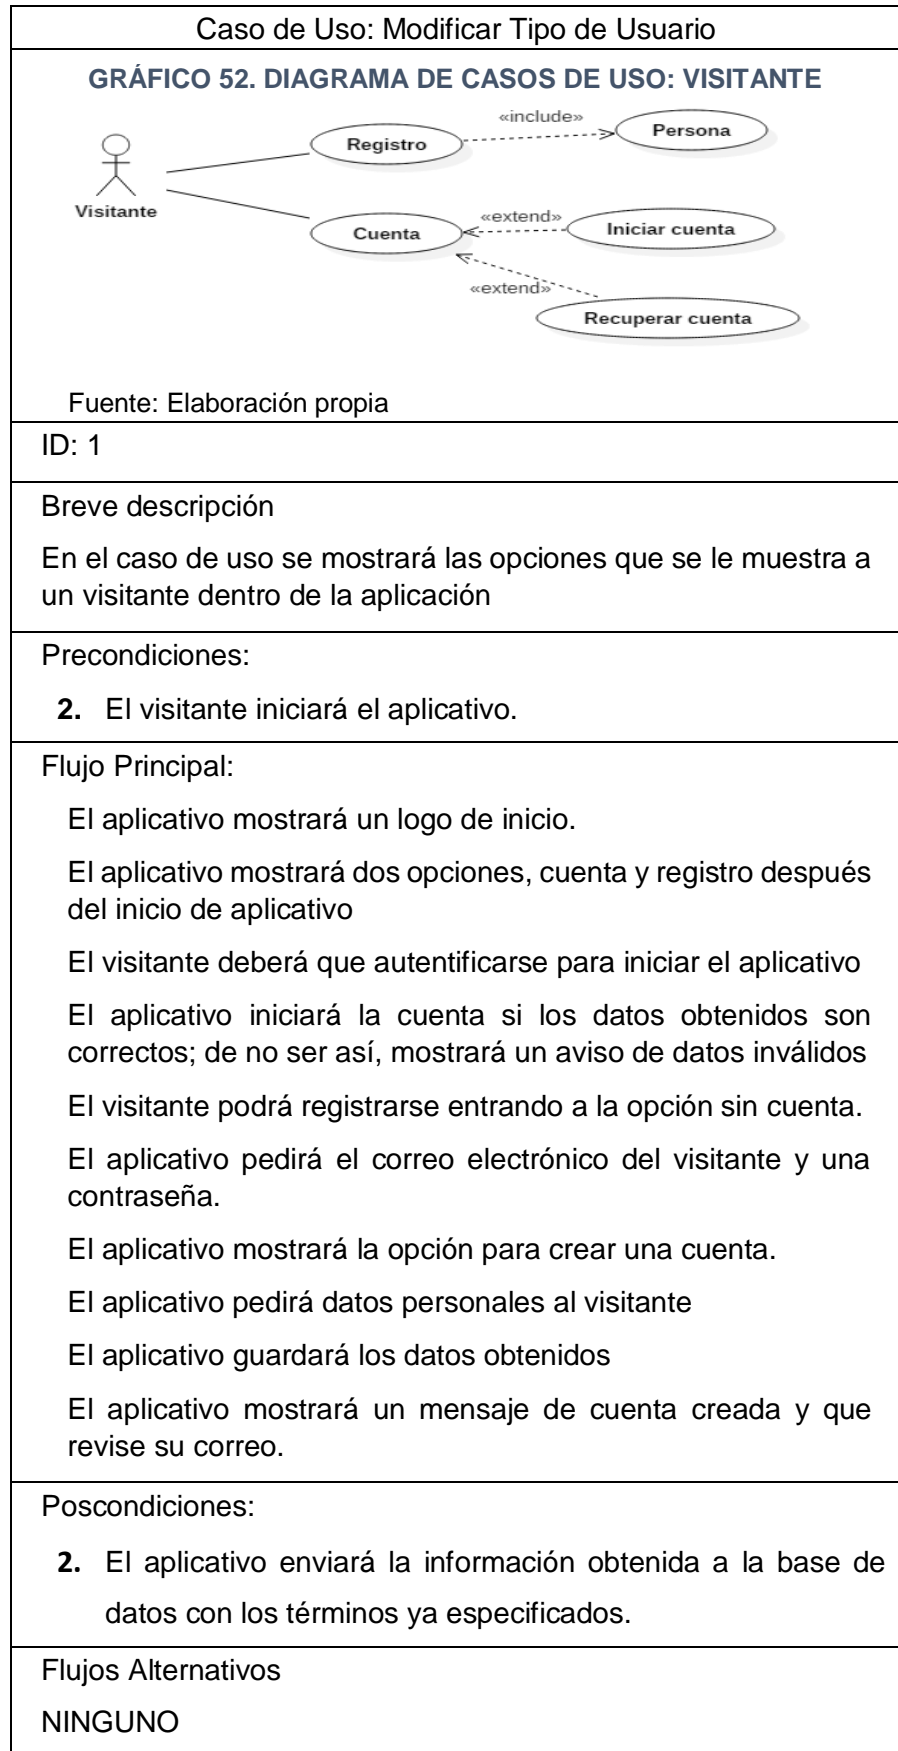 Caso de Uso: Modificar Tipo de Usuario
GRÁFICO 52. DIAGRAMA DE CASOS DE USO: VISITANTE
«include»
Registro
Persona
Visitante
Cuenta
«extend»
Iniciar cuenta
«extend»
Recuperar cuenta
Fuente: Elaboración propia
ID: 1
Breve descripción
En el caso de uso se mostrará las opciones que se le muestra a
un visitante dentro de la aplicación
Precondiciones:
2. El visitante iniciará el aplicativo.
Flujo Principal:
El aplicativo mostrará un logo de inicio.
El aplicativo mostrará dos opciones, cuenta y registro después
del inicio de aplicativo
El visitante deberá que autentificarse para iniciar el aplicativo
El aplicativo iniciará la cuenta si los datos obtenidos son
correctos; de no ser así, mostrará un aviso de datos inválidos
El visitante podrá registrarse entrando a la opción sin cuenta.
El aplicativo pedirá el correo electrónico del visitante y una
contraseña.
El aplicativo mostrará la opción para crear una cuenta.
El aplicativo pedirá datos personales al visitante
El aplicativo guardará los datos obtenidos
El aplicativo mostrará un mensaje de cuenta creada y que
revise su correo.
Poscondiciones:
2. El aplicativo enviará la información obtenida a la base de
datos con los términos ya especificados.
Flujos Alternativos
NINGUNO